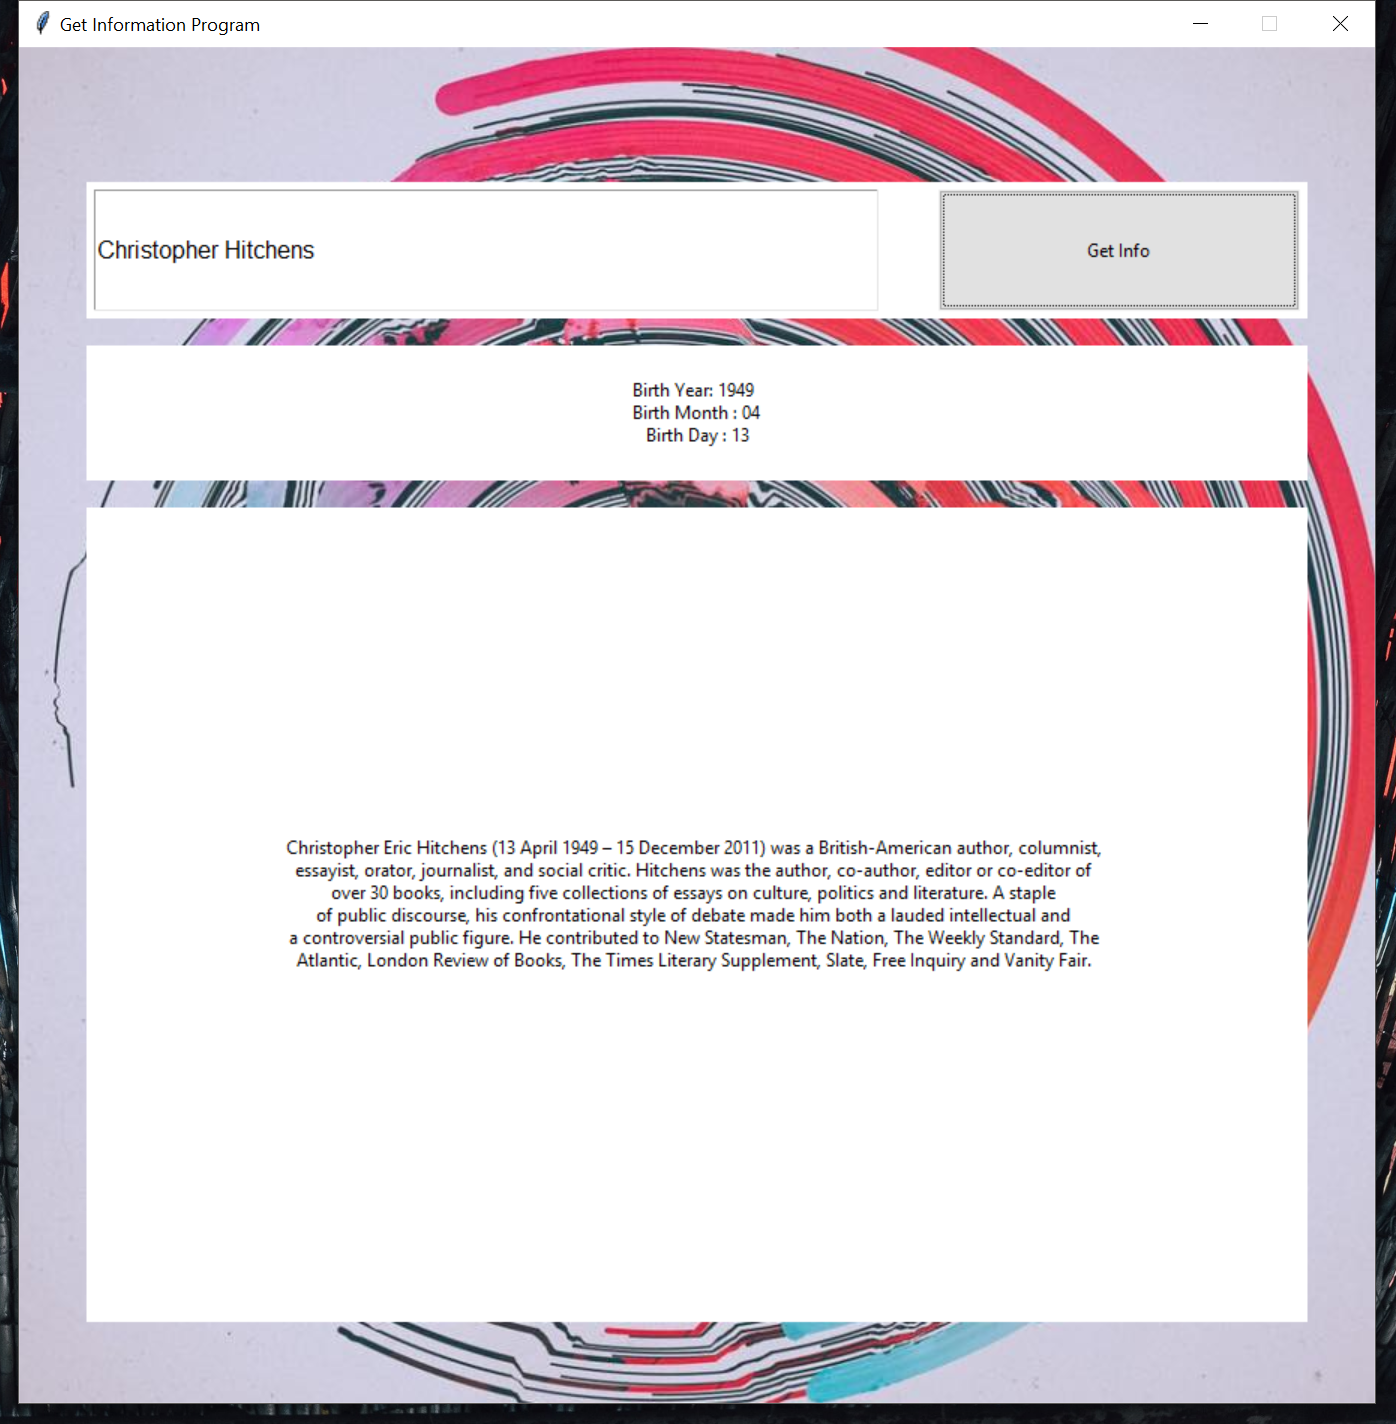 Get Information Program
Christopher Hitchens
Get Info
Birth Year: 1949
Birth Month : 04
Birth Day : 13
Christopher Eric Hitchens (13 April 1949 – 15 December 2011) was a British-American author, columnist,
essayist, orator, journalist, and social critic. Hitchens was the author, co-author, editor or co-editor of
over 30 books, including five collections of essays on culture, politics and literature. A staple
of public discourse, his confrontational style of debate made him both a lauded intellectual and
a controversial public figure. He contributed to New Statesman, The Nation, The Weekly Standard, The
Atlantic, London Review of Books, The Times Literary Supplement, Slate, Free Inquiry and Vanity Fair.